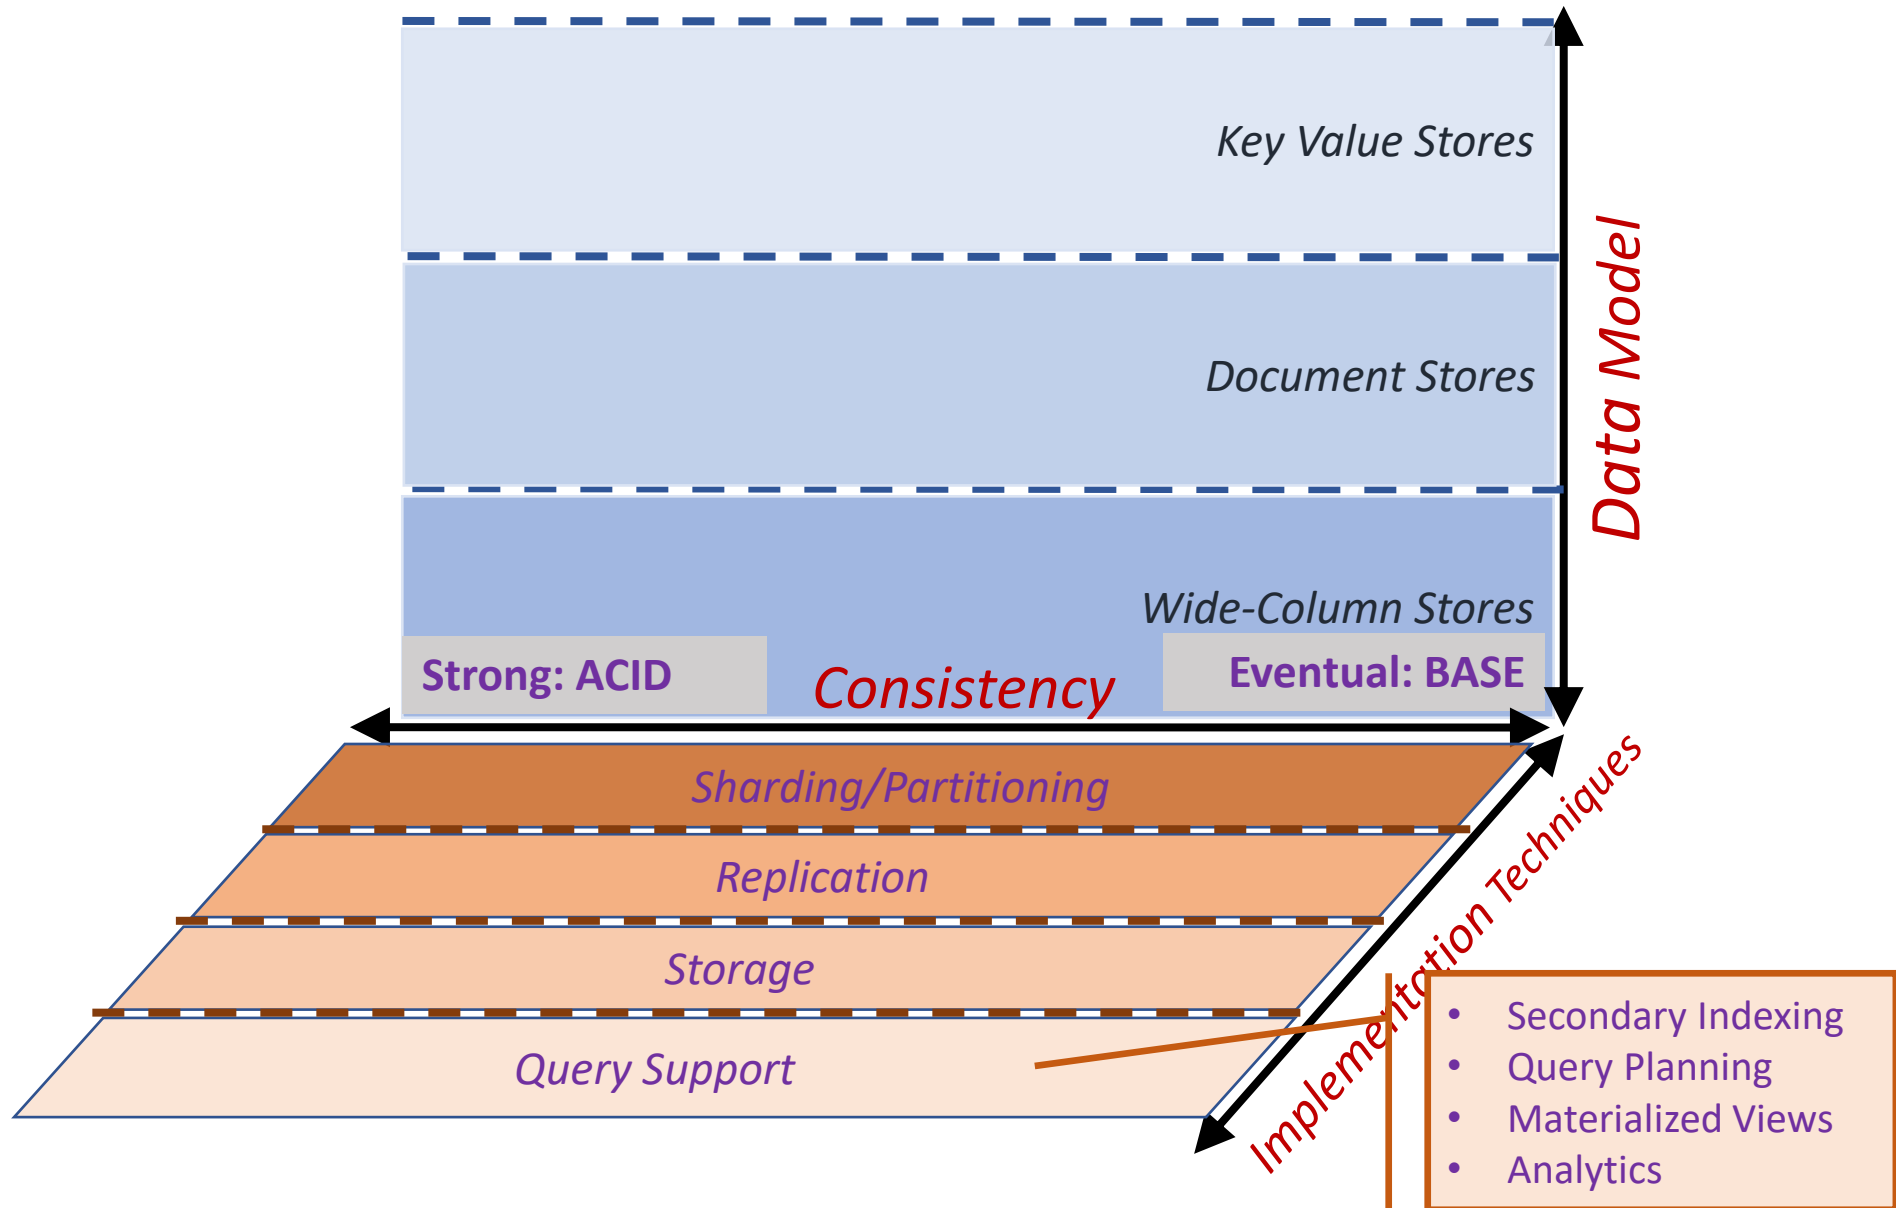 Key Value Stores
Document Stores
Data Model
Wide-Column Stores
Strong: ACID
Consistency
Eventual: BASE
Sharding/Partitioning
Replication
Storage
Query Support
Implementation Techniques
• Secondary Indexing
• Query Planning
• Materialized Views
• Analytics